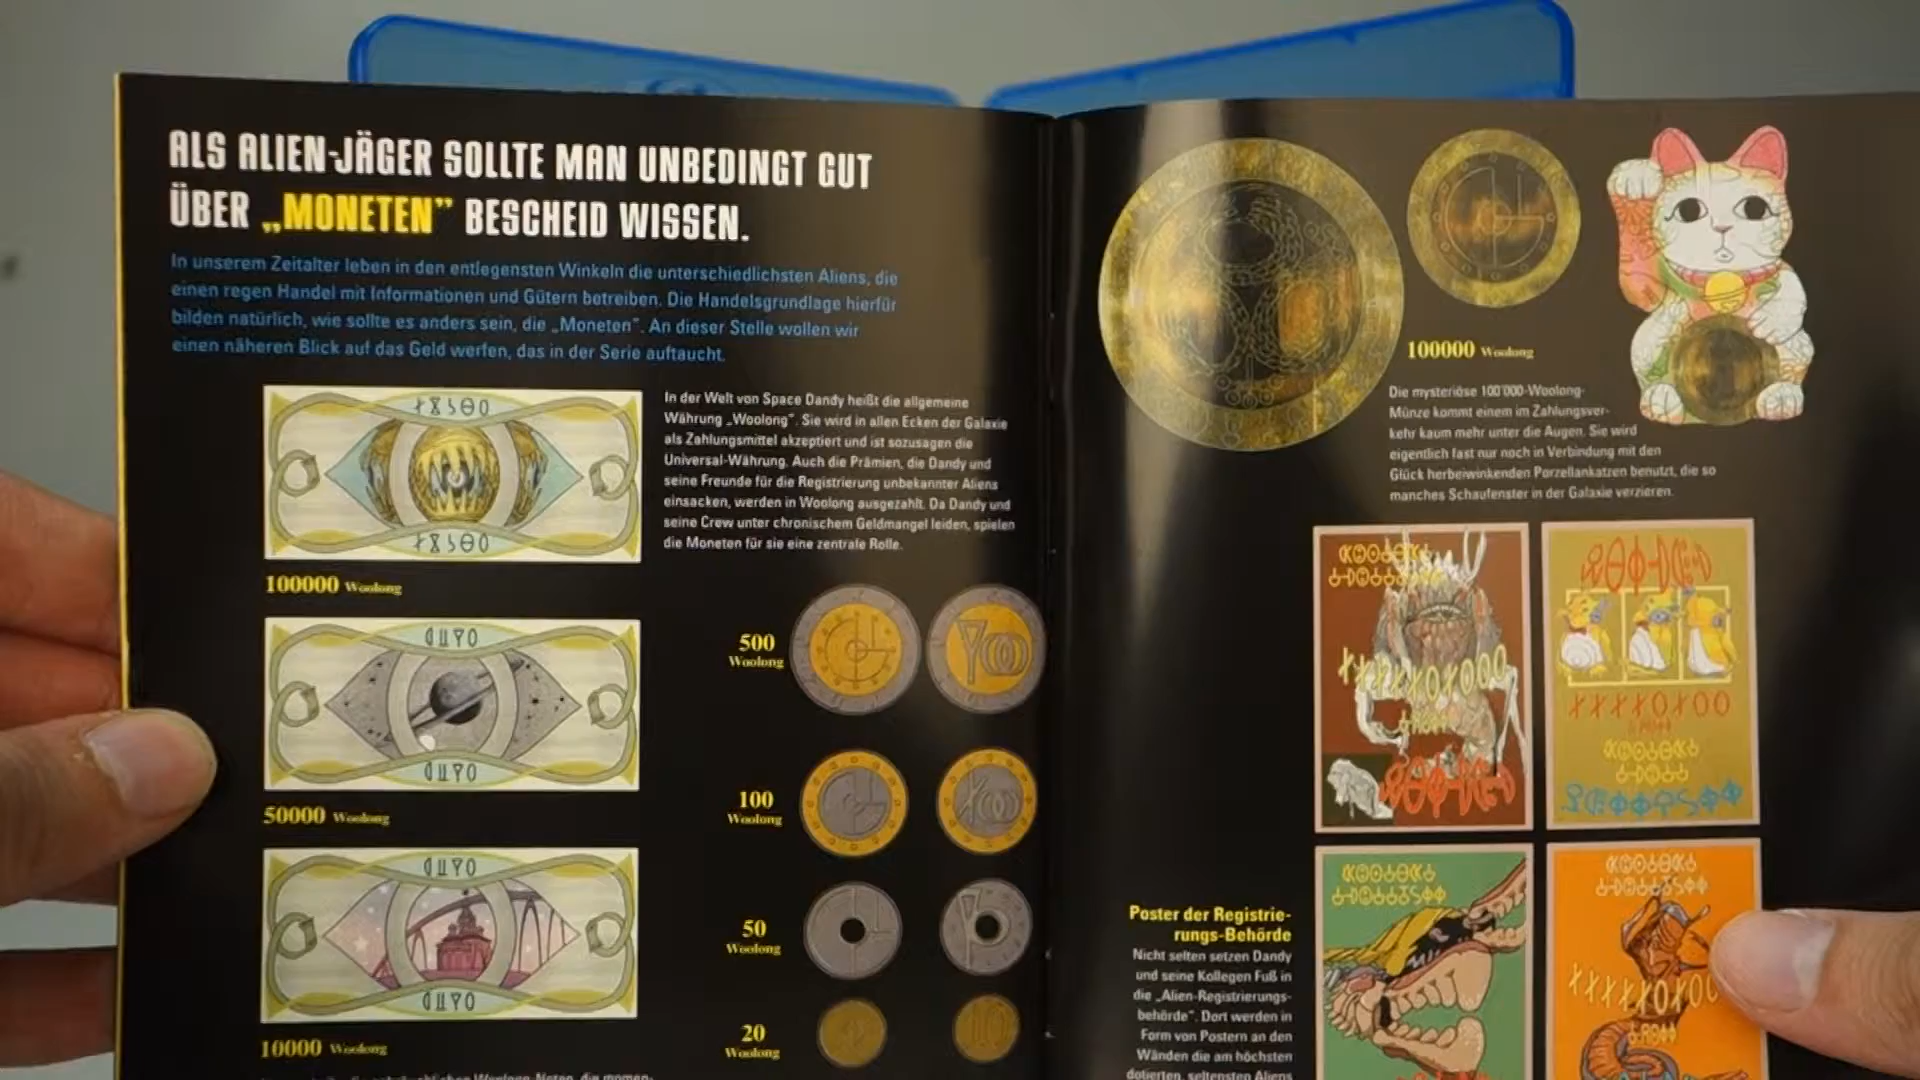 ALS ALIEN-JÄGER SOLLTE MAN UNBEDINGT GUT
ÜBER „MONETEN” BESCHEID WISSEN.
In unserem Zeitalter leben in den entlegensten Winkeln die unterschiedlichsten Aliens, die
einen regen Handel mit Informationen und Gütern betreiben. Die Handelsgrundlage hierfür
bilden natürlich, wie sollte es anders sein, die „Moneten”. An dieser Stelle wollen wir
einen näheren Blick auf das Geld werfen, das in der Serie auftaucht.
100000 Woolong
50000 Woolong
10000 Woolong
In der Welt von Space Dandy heißt die allgemeine
Währung „Woolong”. Sie wird in allen Ecken der Galaxie
als Zahlungsmittel akzeptiert und ist sozusagen die
Universal-Währung. Auch die Prämien, die Dandy und
seine Freunde für die Registrierung unbekannter Aliens
einsacken, werden in Woolong ausgezahlt. Da Dandy und
seine Crew unter chronischem Geldmangel leiden, spielen
die Moneten für sie eine zentrale Rolle.
500
Woolong
100
Woolong
50
Woolong
20
Woolong
100000 Woolong
Die mysteriöse 100'000-Woolong-
Münze kommt einem im Zahlungsver-
kehr kaum mehr unter die Augen. Sie wird
eigentlich fast nur noch in Verbindung mit den
Glück herbeiwinkenden Porzellankatzen benutzt, die so
manches Schaufenster in der Galaxie verzieren.
Poster der Registrie-
rungs-Behörde
Nicht selten setzen Dandy
und seine Kollegen Fuß in
die „Alien-Registrierungs-
behörde”. Dort werden in
Form von Postern an den
Wänden die am höchsten
dotierten, seltensten Aliens